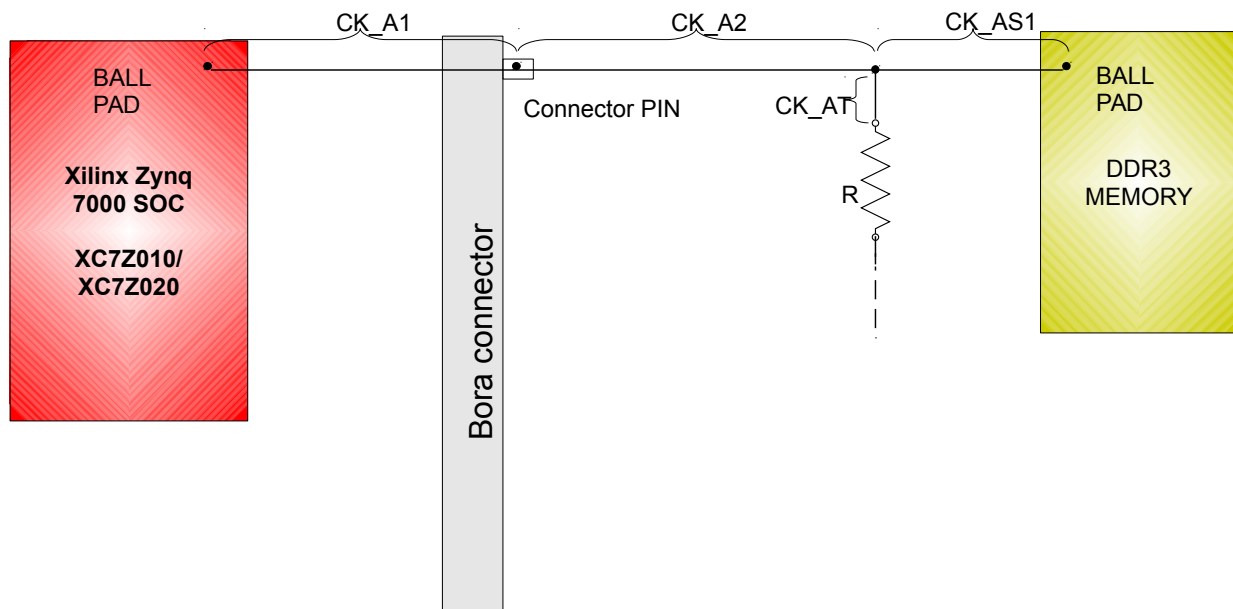 CK_A1
CK_A2
CK_AS1
BALL
PAD
Xilinx Zynq
7000 SOC
XC7Z010/
XC7Z020
Bora connector
Connector PIN
CK_AT
R
BALL
PAD
DDR3
MEMORY